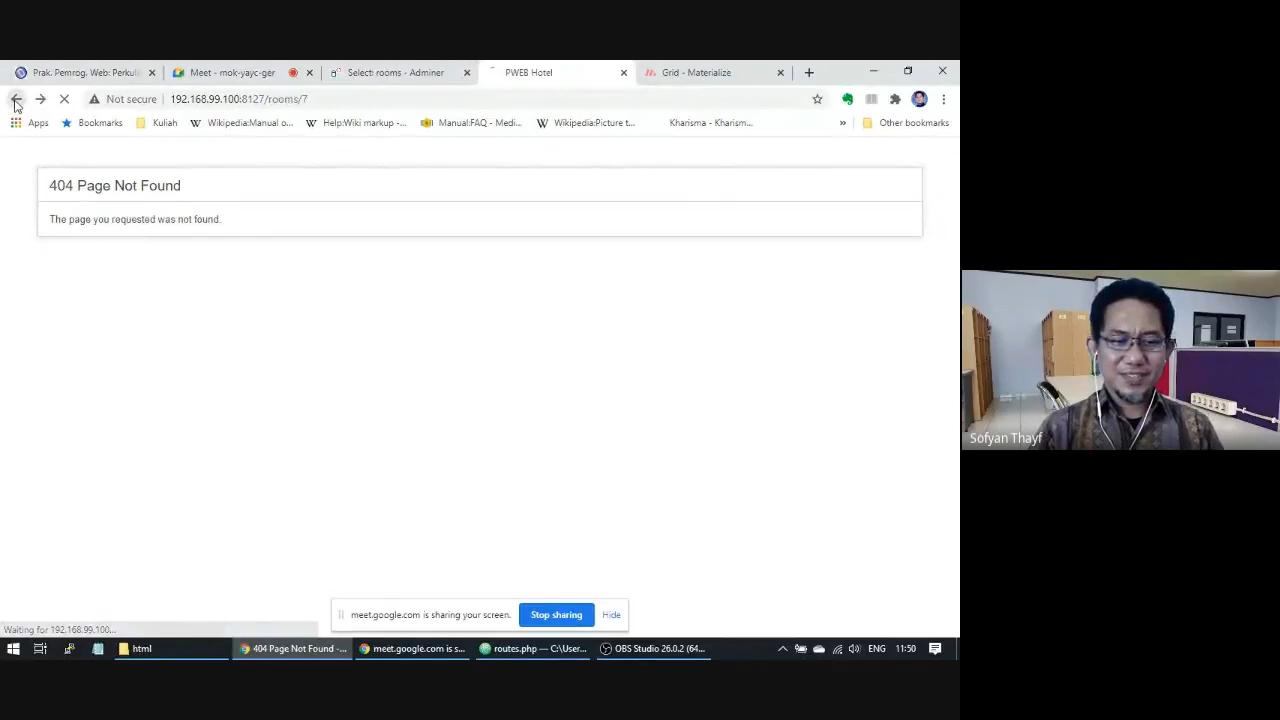 Prak. Pemrog. Web: Perkul
Meet - mok-yayc-ger
Select: rooms - Adminer
PWEB Hotel
Grid - Materialize
Not secure
192.168.99.100:8127/rooms/7
Apps
Bookmarks
Kuliah
Wikipedia:Manual o...
Help:Wiki markup -...
Manual:FAQ - Medi...
Wikipedia:Picture t...
Kharisma - Kharism...
»
Other bookmarks
404 Page Not Found
The page you requested was not found.
Sofyan Thayf
meet.google.com is sharing your screen.
Stop sharing
Hide
Waiting for 192.168.99.100...
html
404 Page Not Found -...
meet.google.com is s...
routes.php — C:\User...
OBS Studio 26.0.2 (64...
ENG
11:50